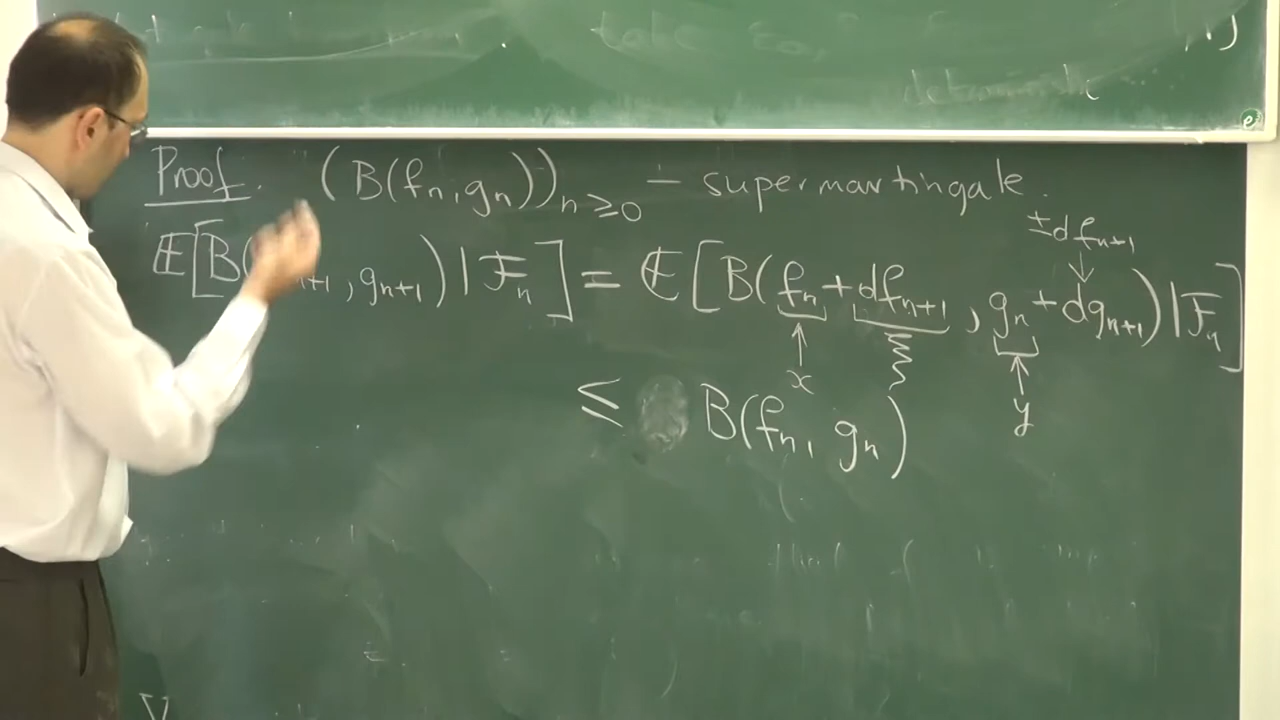 Proof. (B(fₙ, gₙ))ₙ≥₀ – supermartingale.
±dfₙ₊₁
↓
𝔼[B( ₙ₊₁, gₙ₊₁) | ℱₙ] = 𝔼[B(fₙ + dfₙ₊₁, gₙ + dgₙ₊₁) | ℱₙ]
↑ ↑
x y
≤ B(fₙ, gₙ)